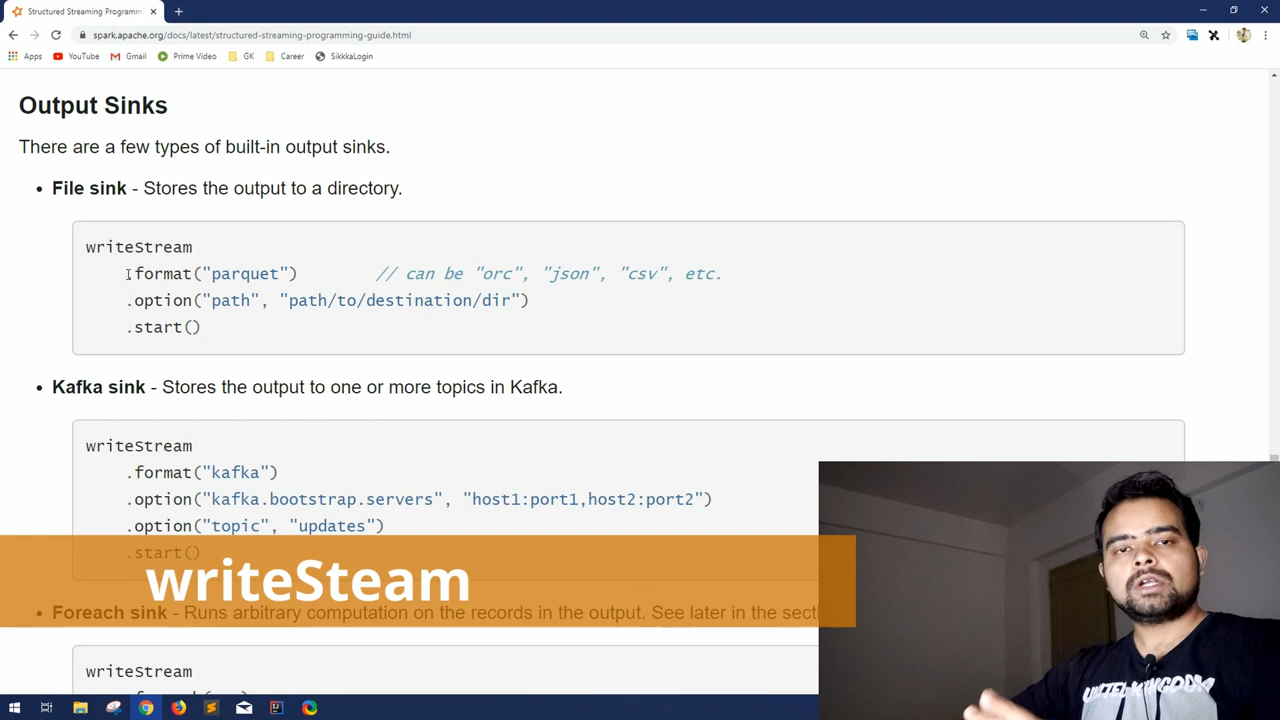 Structured Streaming Programm
spark.apache.org/docs/latest/structured-streaming-programming-guide.html
Apps YouTube Gmail Prime Video GK Career SikkkaLogin
Output Sinks
There are a few types of built-in output sinks.
• File sink - Stores the output to a directory.
writeStream
.format("parquet") // can be "orc", "json", "csv", etc.
.option("path", "path/to/destination/dir")
.start()
• Kafka sink - Stores the output to one or more topics in Kafka.
writeStream
.format("kafka")
.option("kafka.bootstrap.servers", "host1:port1,host2:port2")
.option("topic", "updates")
.start()
writeSteam
• Foreach sink - Runs arbitrary computation on the records in the output. See later in the secti
writeStream